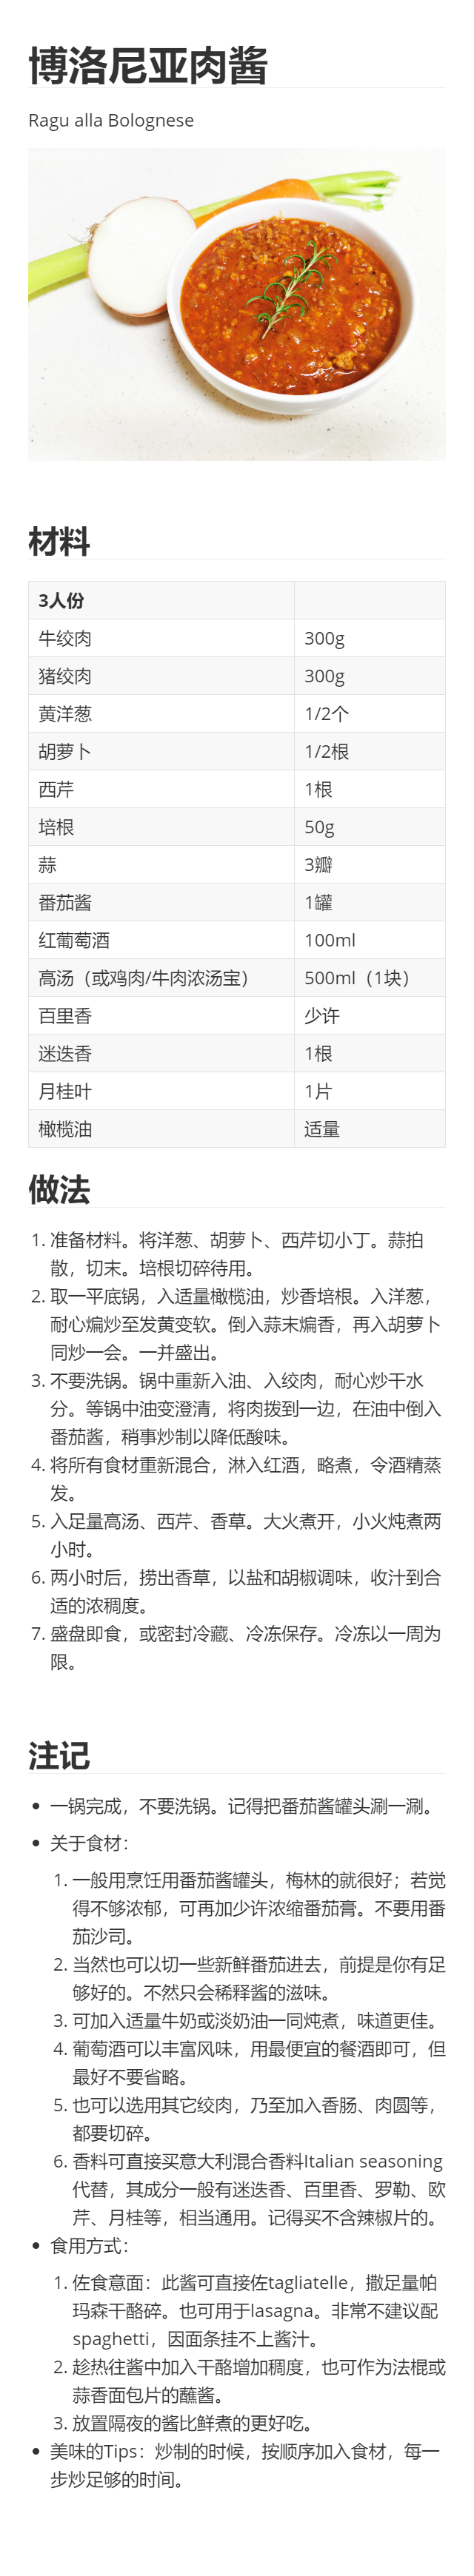 博洛尼亚肉酱
Ragu alla Bolognese
材料
3人份
牛绞肉 300g
猪绞肉 300g
黄洋葱 1/2个
胡萝卜 1/2根
西芹 1根
培根 50g
蒜 3瓣
番茄酱 1罐
红葡萄酒 100ml
高汤（或鸡肉/牛肉浓汤宝） 500ml（1块）
百里香 少许
迷迭香 1根
月桂叶 1片
橄榄油 适量
做法
1. 准备材料。将洋葱、胡萝卜、西芹切小丁。蒜拍
散，切末。培根切碎待用。
2. 取一平底锅，入适量橄榄油，炒香培根。入洋葱，
耐心煸炒至发黄变软。倒入蒜末煸香，再入胡萝卜
同炒一会。一并盛出。
3. 不要洗锅。锅中重新入油、入绞肉，耐心炒干水
分。等锅中油变澄清，将肉拨到一边，在油中倒入
番茄酱，稍事炒制以降低酸味。
4. 将所有食材重新混合，淋入红酒，略煮，令酒精蒸
发。
5. 入足量高汤、西芹、香草。大火煮开，小火炖煮两
小时。
6. 两小时后，捞出香草，以盐和胡椒调味，收汁到合
适的浓稠度。
7. 盛盘即食，或密封冷藏、冷冻保存。冷冻以一周为
限。
注记
• 一锅完成，不要洗锅。记得把番茄酱罐头涮一涮。
• 关于食材：
1. 一般用烹饪用番茄酱罐头，梅林的就很好；若觉
得不够浓郁，可再加少许浓缩番茄膏。不要用番
茄沙司。
2. 当然也可以切一些新鲜番茄进去，前提是你有足
够好的。不然只会稀释酱的滋味。
3. 可加入适量牛奶或淡奶油一同炖煮，味道更佳。
4. 葡萄酒可以丰富风味，用最便宜的餐酒即可，但
最好不要省略。
5. 也可以选用其它绞肉，乃至加入香肠、肉圆等，
都要切碎。
6. 香料可直接买意大利混合香料Italian seasoning
代替，其成分一般有迷迭香、百里香、罗勒、欧
芹、月桂等，相当通用。记得买不含辣椒片的。
• 食用方式：
1. 佐食意面：此酱可直接佐tagliatelle，撒足量帕
玛森干酪碎。也可用于lasagna。非常不建议配
spaghetti，因面条挂不上酱汁。
2. 趁热往酱中加入干酪增加稠度，也可作为法棍或
蒜香面包片的蘸酱。
3. 放置隔夜的酱比鲜煮的更好吃。
• 美味的Tips：炒制的时候，按顺序加入食材，每一
步炒足够的时间。